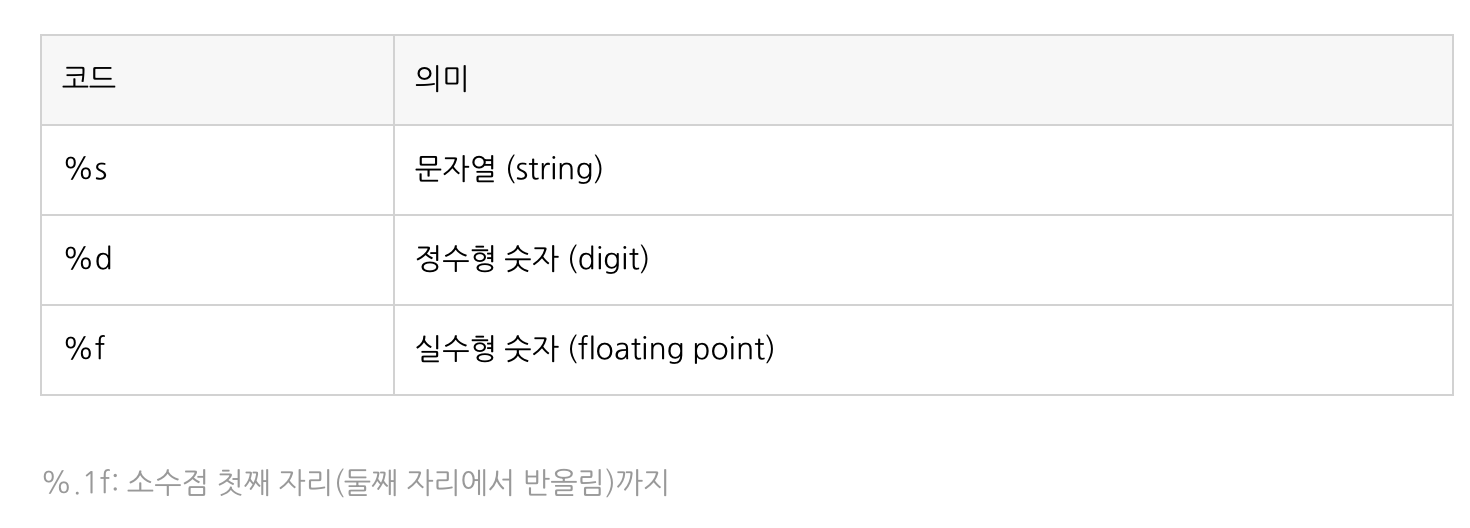 코드 의미
%s 문자열 (string)
%d 정수형 숫자 (digit)
%f 실수형 숫자 (floating point)
%.1f: 소수점 첫째 자리(둘째 자리에서 반올림)까지